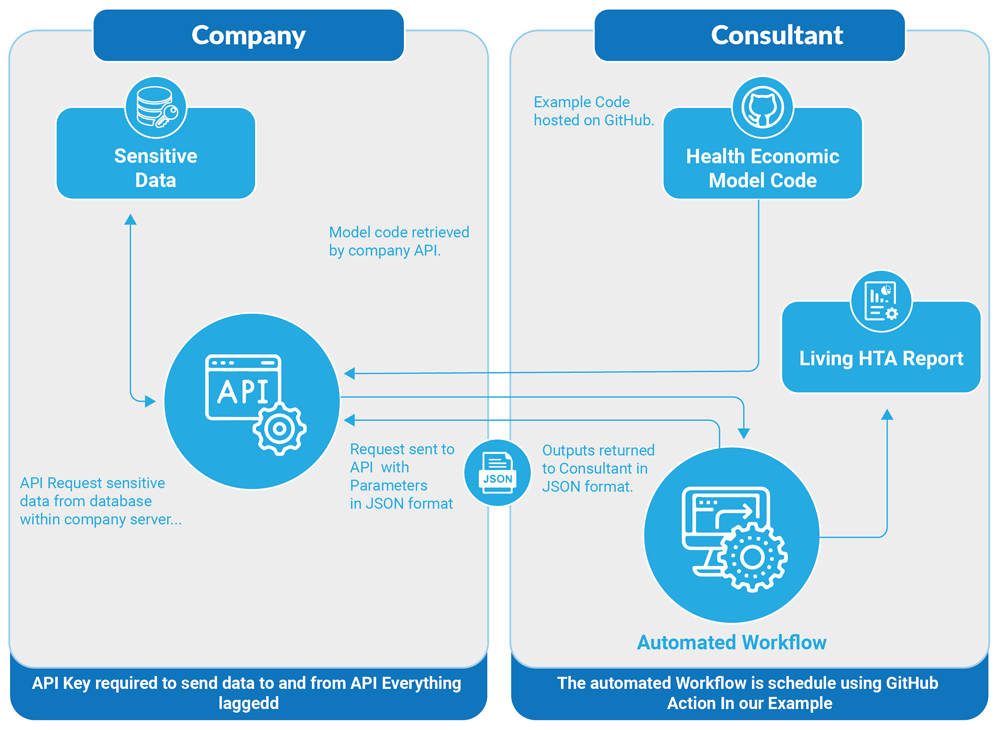 Company
Sensitive
Data
Model code retrieved
by company API.
API
API Request sensitive
data from database
within company server...
Request sent to
API with
Parameters
in JSON format
JSON
API Key required to send data to and from API Everything
laggedd
Consultant
Example Code
hosted on GitHub.
Health Economic
Model Code
Living HTA Report
Outputs returned
to Consultant in
JSON format.
Automated Workflow
The automated Workflow is schedule using GitHub
Action In our Example